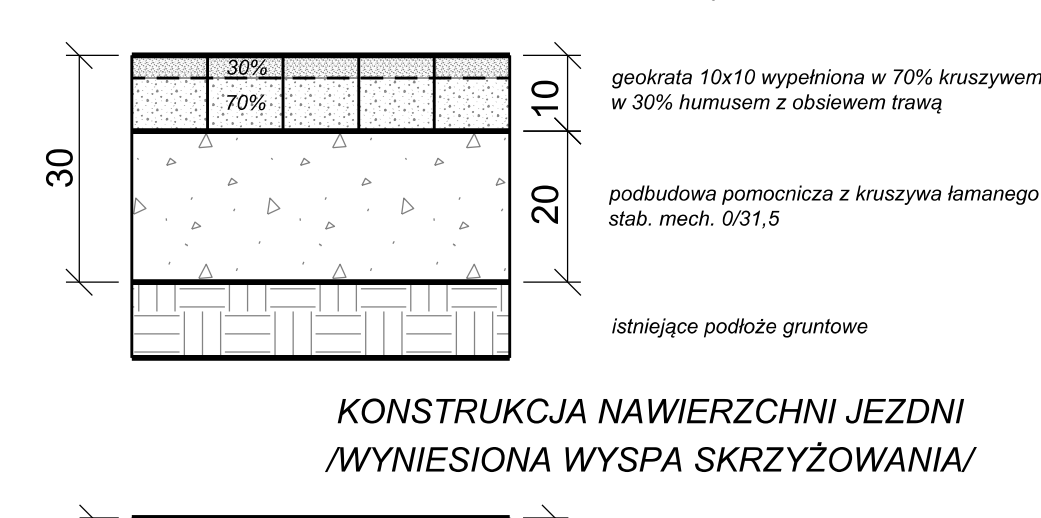 30%
70%
30
10
20
geokrata 10x10 wypełniona w 70% kruszywem
w 30% humusem z obsiewem trawą
podbudowa pomocnicza z kruszywa łamanego
stab. mech. 0/31,5
istniejące podłoże gruntowe
KONSTRUKCJA NAWIERZCHNI JEZDNI
/WYNIESIONA WYSPA SKRZYŻOWANIA/